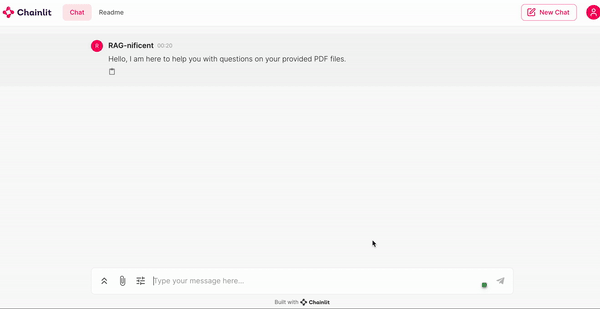 Chainlit
Chat
Readme
New Chat
R
RAG-nificent 00:20
Hello, I am here to help you with questions on your provided PDF files.
Type your message here...
Built with Chainlit